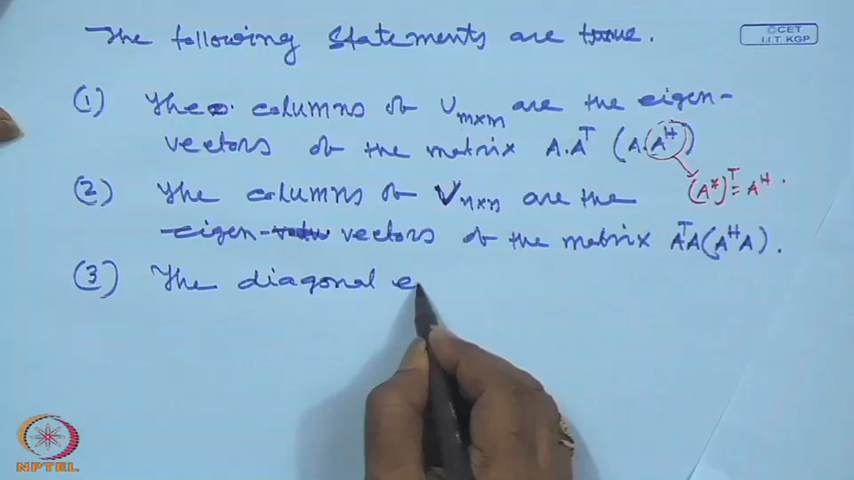 The following statements are true.
©CET
I.I.T. KGP
(1) The columns of U_{m×m} are the eigen-
vectors of the matrix A.A^T (A.A^H)
(A^*)^T = A^H.
(2) The columns of V_{n×n} are the
eigen- vectors of the matrix A^TA(A^HA).
(3) The diagonal e
NPTEL